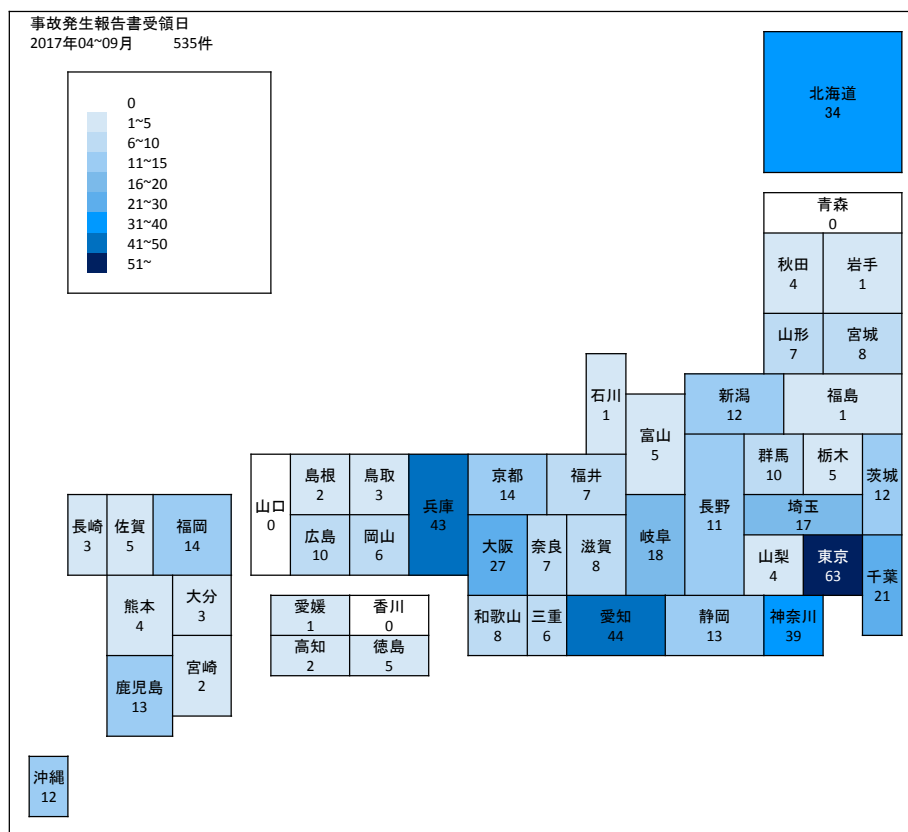 事故発生報告書受領日
2017年04~09月 535件
0
1~5
6~10
11~15
16~20
21~30
31~40
41~50
51~
北海道
34
青森
0
秋田
4
岩手
1
山形
7
宮城
8
石川
1
新潟
12
福島
1
富山
5
群馬
10
栃木
5
茨城
12
山口
0
島根
2
鳥取
3
兵庫
43
京都
14
福井
7
長野
11
埼玉
17
長崎
3
佐賀
5
福岡
14
広島
10
岡山
6
大阪
27
奈良
7
滋賀
8
岐阜
18
山梨
4
東京
63
千葉
21
熊本
4
大分
3
愛媛
1
香川
0
和歌山
8
三重
6
愛知
44
静岡
13
神奈川
39
高知
2
徳島
5
宮崎
2
鹿児島
13
沖縄
12